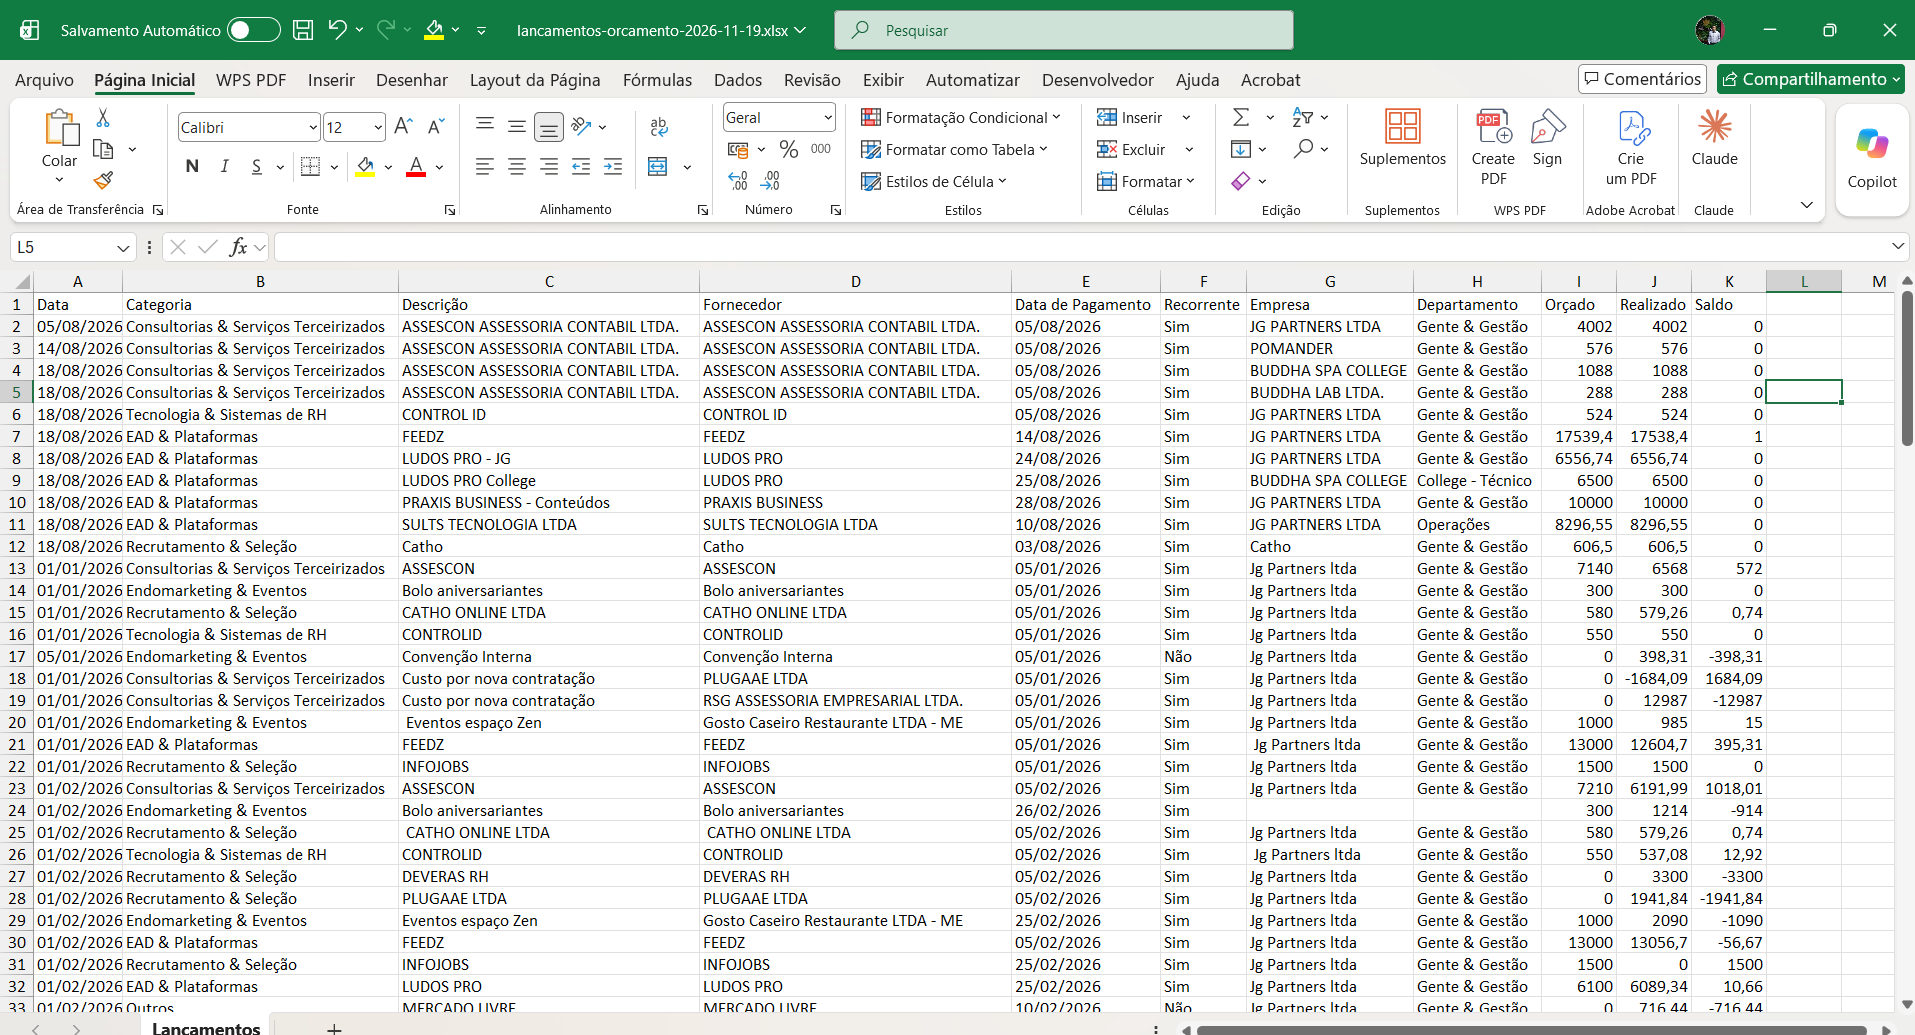 Salvamento Automático lancamentos-orcamento-2026-11-19.xlsx Pesquisar
Arquivo Página Inicial WPS PDF Inserir Desenhar Layout da Página Fórmulas Dados Revisão Exibir Automatizar Desenvolvedor Ajuda Acrobat Comentários Compartilhamento
Colar
Área de Transferência
Calibri 12
N I S A
Fonte
ab
Alinhamento
Geral
% 000
Número
Formatação Condicional
Formatar como Tabela
Estilos de Célula
Estilos
Inserir
Excluir
Formatar
Células
Edição
Suplementos
Suplementos
Create PDF
Sign
WPS PDF
Crie um PDF
Adobe Acrobat
Claude
Claude
Copilot
L5 fx
A B C D E F G H I J K L M
1 Data Categoria Descrição Fornecedor Data de Pagamento Recorrente Empresa Departamento Orçado Realizado Saldo
2 05/08/2026 Consultorias & Serviços Terceirizados ASSESCON ASSESSORIA CONTABIL LTDA. ASSESCON ASSESSORIA CONTABIL LTDA. 05/08/2026 Sim JG PARTNERS LTDA Gente & Gestão 4002 4002 0
3 14/08/2026 Consultorias & Serviços Terceirizados ASSESCON ASSESSORIA CONTABIL LTDA. ASSESCON ASSESSORIA CONTABIL LTDA. 05/08/2026 Sim POMANDER Gente & Gestão 576 576 0
4 18/08/2026 Consultorias & Serviços Terceirizados ASSESCON ASSESSORIA CONTABIL LTDA. ASSESCON ASSESSORIA CONTABIL LTDA. 05/08/2026 Sim BUDDHA SPA COLLEGE Gente & Gestão 1088 1088 0
5 18/08/2026 Consultorias & Serviços Terceirizados ASSESCON ASSESSORIA CONTABIL LTDA. ASSESCON ASSESSORIA CONTABIL LTDA. 05/08/2026 Sim BUDDHA LAB LTDA. Gente & Gestão 288 288 0
6 18/08/2026 Tecnologia & Sistemas de RH CONTROL ID CONTROL ID 05/08/2026 Sim JG PARTNERS LTDA Gente & Gestão 524 524 0
7 18/08/2026 EAD & Plataformas FEEDZ FEEDZ 14/08/2026 Sim JG PARTNERS LTDA Gente & Gestão 17539,4 17538,4 1
8 18/08/2026 EAD & Plataformas LUDOS PRO - JG LUDOS PRO 24/08/2026 Sim JG PARTNERS LTDA Gente & Gestão 6556,74 6556,74 0
9 18/08/2026 EAD & Plataformas LUDOS PRO College LUDOS PRO 25/08/2026 Sim BUDDHA SPA COLLEGE College - Técnico 6500 6500 0
10 18/08/2026 EAD & Plataformas PRAXIS BUSINESS - Conteúdos PRAXIS BUSINESS 28/08/2026 Sim JG PARTNERS LTDA Gente & Gestão 10000 10000 0
11 18/08/2026 EAD & Plataformas SULTS TECNOLOGIA LTDA SULTS TECNOLOGIA LTDA 10/08/2026 Sim JG PARTNERS LTDA Operações 8296,55 8296,55 0
12 18/08/2026 Recrutamento & Seleção Catho Catho 03/08/2026 Sim Catho Gente & Gestão 606,5 606,5 0
13 01/01/2026 Consultorias & Serviços Terceirizados ASSESCON ASSESCON 05/01/2026 Sim Jg Partners ltda Gente & Gestão 7140 6568 572
14 01/01/2026 Endomarketing & Eventos Bolo aniversariantes Bolo aniversariantes 05/01/2026 Sim Jg Partners ltda Gente & Gestão 300 300 0
15 01/01/2026 Recrutamento & Seleção CATHO ONLINE LTDA CATHO ONLINE LTDA 05/01/2026 Sim Jg Partners ltda Gente & Gestão 580 579,26 0,74
16 01/01/2026 Tecnologia & Sistemas de RH CONTROLID CONTROLID 05/01/2026 Sim Jg Partners ltda Gente & Gestão 550 550 0
17 05/01/2026 Endomarketing & Eventos Convenção Interna Convenção Interna 05/01/2026 Não Jg Partners ltda Gente & Gestão 0 398,31 -398,31
18 01/01/2026 Consultorias & Serviços Terceirizados Custo por nova contratação PLUGAAE LTDA 05/01/2026 Sim Jg Partners ltda Gente & Gestão 0 -1684,09 1684,09
19 01/01/2026 Consultorias & Serviços Terceirizados Custo por nova contratação RSG ASSESSORIA EMPRESARIAL LTDA. 05/01/2026 Sim Jg Partners ltda Gente & Gestão 0 12987 -12987
20 01/01/2026 Endomarketing & Eventos Eventos espaço Zen Gosto Caseiro Restaurante LTDA - ME 05/01/2026 Sim Jg Partners ltda Gente & Gestão 1000 985 15
21 01/01/2026 EAD & Plataformas FEEDZ FEEDZ 05/01/2026 Sim Jg Partners ltda Gente & Gestão 13000 12604,7 395,31
22 01/01/2026 Recrutamento & Seleção INFOJOBS INFOJOBS 05/01/2026 Sim Jg Partners ltda Gente & Gestão 1500 1500 0
23 01/02/2026 Consultorias & Serviços Terceirizados ASSESCON ASSESCON 05/02/2026 Sim Jg Partners ltda Gente & Gestão 7210 6191,99 1018,01
24 01/02/2026 Endomarketing & Eventos Bolo aniversariantes Bolo aniversariantes 26/02/2026 Sim 300 1214 -914
25 01/02/2026 Recrutamento & Seleção CATHO ONLINE LTDA CATHO ONLINE LTDA 05/02/2026 Sim Jg Partners ltda Gente & Gestão 580 579,26 0,74
26 01/02/2026 Tecnologia & Sistemas de RH CONTROLID CONTROLID 05/02/2026 Sim Jg Partners ltda Gente & Gestão 550 537,08 12,92
27 01/02/2026 Recrutamento & Seleção DEVERAS RH DEVERAS RH 05/02/2026 Sim Jg Partners ltda Gente & Gestão 0 3300 -3300
28 01/02/2026 Recrutamento & Seleção PLUGAAE LTDA PLUGAAE LTDA 05/02/2026 Sim Jg Partners ltda Gente & Gestão 0 1941,84 -1941,84
29 01/02/2026 Endomarketing & Eventos Eventos espaço Zen Gosto Caseiro Restaurante LTDA - ME 25/02/2026 Sim Jg Partners ltda Gente & Gestão 1000 2090 -1090
30 01/02/2026 EAD & Plataformas FEEDZ FEEDZ 05/02/2026 Sim Jg Partners ltda Gente & Gestão 13000 13056,7 -56,67
31 01/02/2026 Recrutamento & Seleção INFOJOBS INFOJOBS 25/02/2026 Sim Jg Partners ltda Gente & Gestão 1500 0 1500
32 01/02/2026 EAD & Plataformas LUDOS PRO LUDOS PRO 25/02/2026 Sim Jg Partners ltda Gente & Gestão 6100 6089,34 10,66
33 01/02/2026 Outros MERCADO LIVRE MERCADO LIVRE 10/02/2026 Não Jg Partners ltda Gente & Gestão 0 716,44 -716,44
Lancamentos